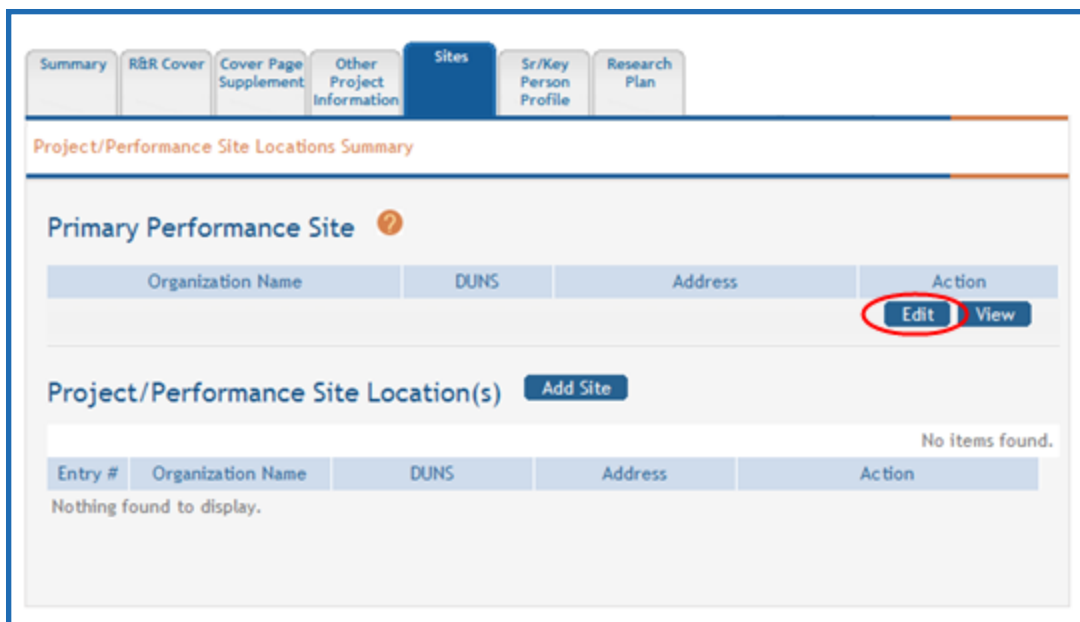 Summary R&R Cover Cover Page Supplement Other Project Information Sites Sr/Key Person Profile Research Plan
Project/Performance Site Locations Summary
Primary Performance Site ?
Organization Name DUNS Address Action
Edit View
Project/Performance Site Location(s) Add Site
No items found.
Entry # Organization Name DUNS Address Action
Nothing found to display.